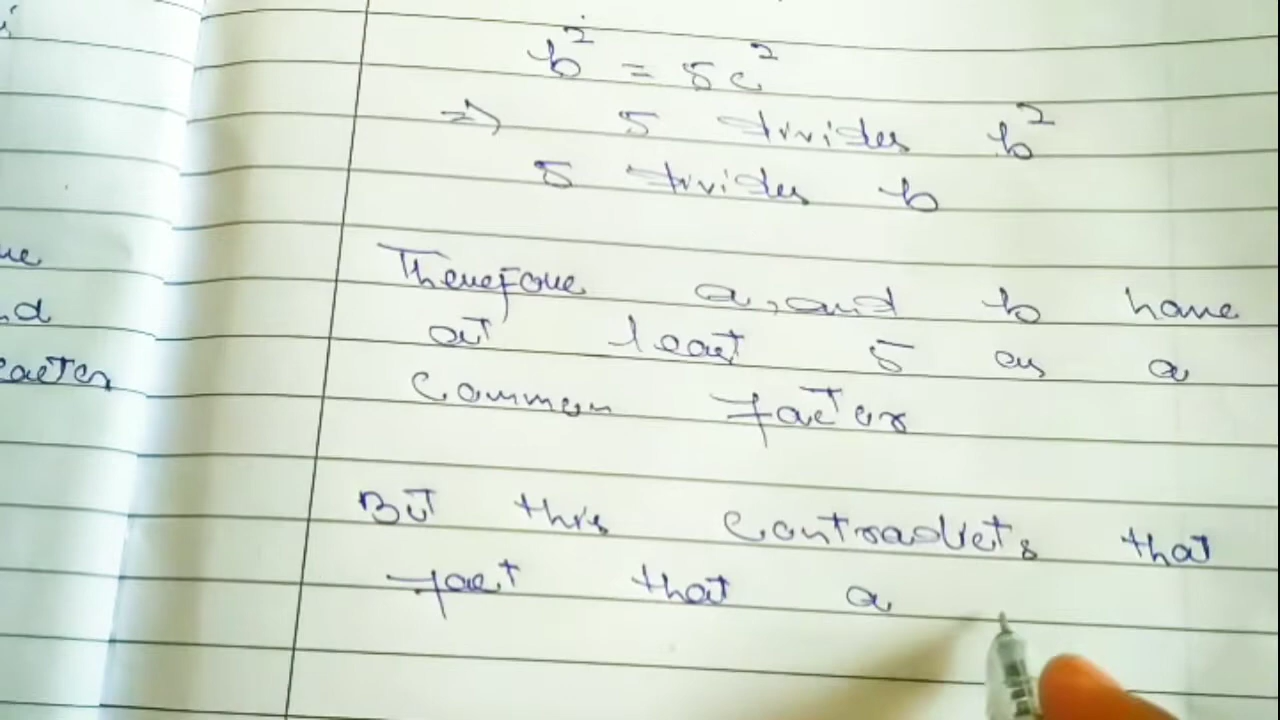 b² = 5c²
=> 5 divides b²
5 divides b
Therefore a, and b have
at least 5 as a
Common factor
But this contradicts that
fact that a